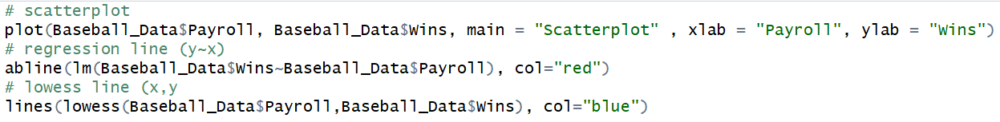 # scatterplot
plot(Baseball_Data$Payroll, Baseball_Data$Wins, main = "Scatterplot" , xlab = "Payroll", ylab = "Wins")
# regression line (y~x)
abline(lm(Baseball_Data$Wins~Baseball_Data$Payroll), col="red")
# lowess line (x,y
lines(lowess(Baseball_Data$Payroll,Baseball_Data$Wins), col="blue")